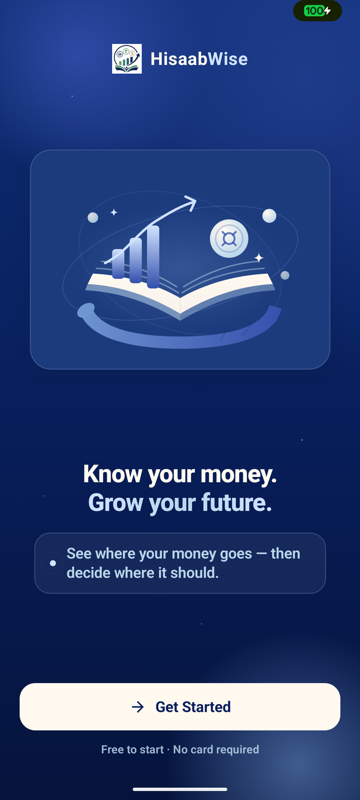 100
HisaabWise
Know your money.
Grow your future.
See where your money goes — then
decide where it should.
→ Get Started
Free to start · No card required